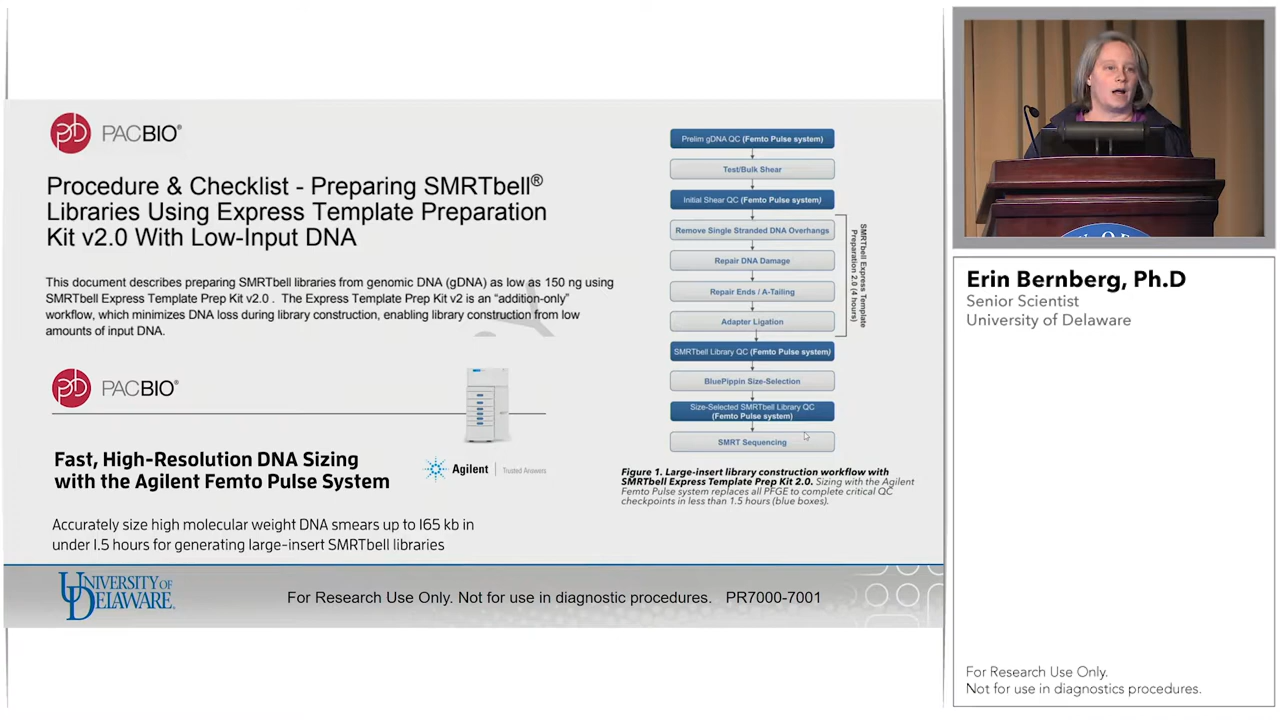 PACBIO®
Procedure & Checklist - Preparing SMRTbell®
Libraries Using Express Template Preparation
Kit v2.0 With Low-Input DNA
This document describes preparing SMRTbell libraries from genomic DNA (gDNA) as low as 150 ng using
SMRTbell Express Template Prep Kit v2.0 . The Express Template Prep Kit v2 is an “addition-only”
workflow, which minimizes DNA loss during library construction, enabling library construction from low
amounts of input DNA.
PACBIO®
Fast, High-Resolution DNA Sizing
with the Agilent Femto Pulse System
Agilent
Trusted Answers
Accurately size high molecular weight DNA smears up to 165 kb in
under 1.5 hours for generating large-insert SMRTbell libraries
Prelim gDNA QC (Femto Pulse system)
Test/Bulk Shear
Initial Shear QC (Femto Pulse system)
Remove Single Stranded DNA Overhangs
Repair DNA Damage
Repair Ends / A-Tailing
Adapter Ligation
SMRTbell Express Template
Preparation 2.0 (4 hours)
SMRTbell Library QC (Femto Pulse system)
BluePippin Size-Selection
Size-Selected SMRTbell Library QC
(Femto Pulse system)
SMRT Sequencing
Figure 1. Large-insert library construction workflow with
SMRTbell Express Template Prep Kit 2.0. Sizing with the Agilent
Femto Pulse system replaces all PFGE to complete critical QC
checkpoints in less than 1.5 hours (blue boxes).
UNIVERSITY OF
DELAWARE
For Research Use Only. Not for use in diagnostic procedures. PR7000-7001
Erin Bernberg, Ph.D
Senior Scientist
University of Delaware
For Research Use Only.
Not for use in diagnostics procedures.